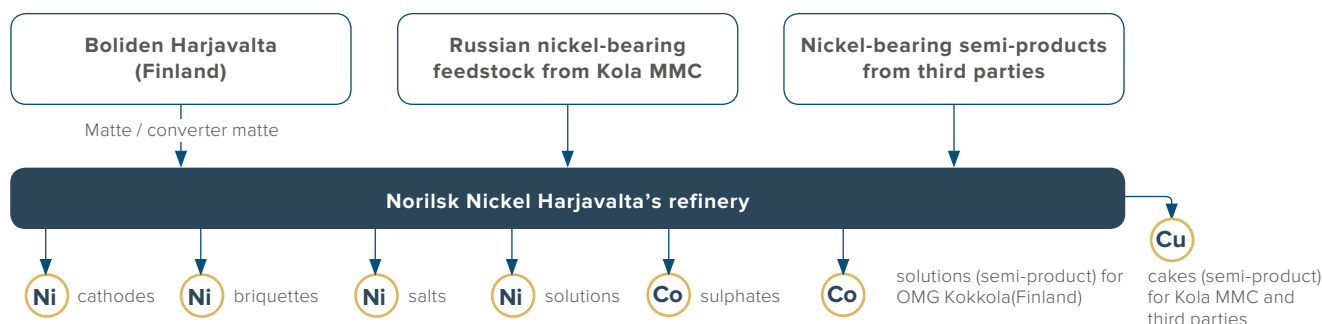 Boliden Harjavalta
(Finland)
Russian nickel-bearing
feedstock from Kola MMC
Nickel-bearing semi-products
from third parties
Matte / converter matte
Norilsk Nickel Harjavalta’s refinery
Ni cathodes
Ni briquettes
Ni salts
Ni solutions
Co sulphates
Co
solutions (semi-product) for
OMG Kokkola(Finland)
Cu
cakes (semi-product)
for Kola MMC and
third parties